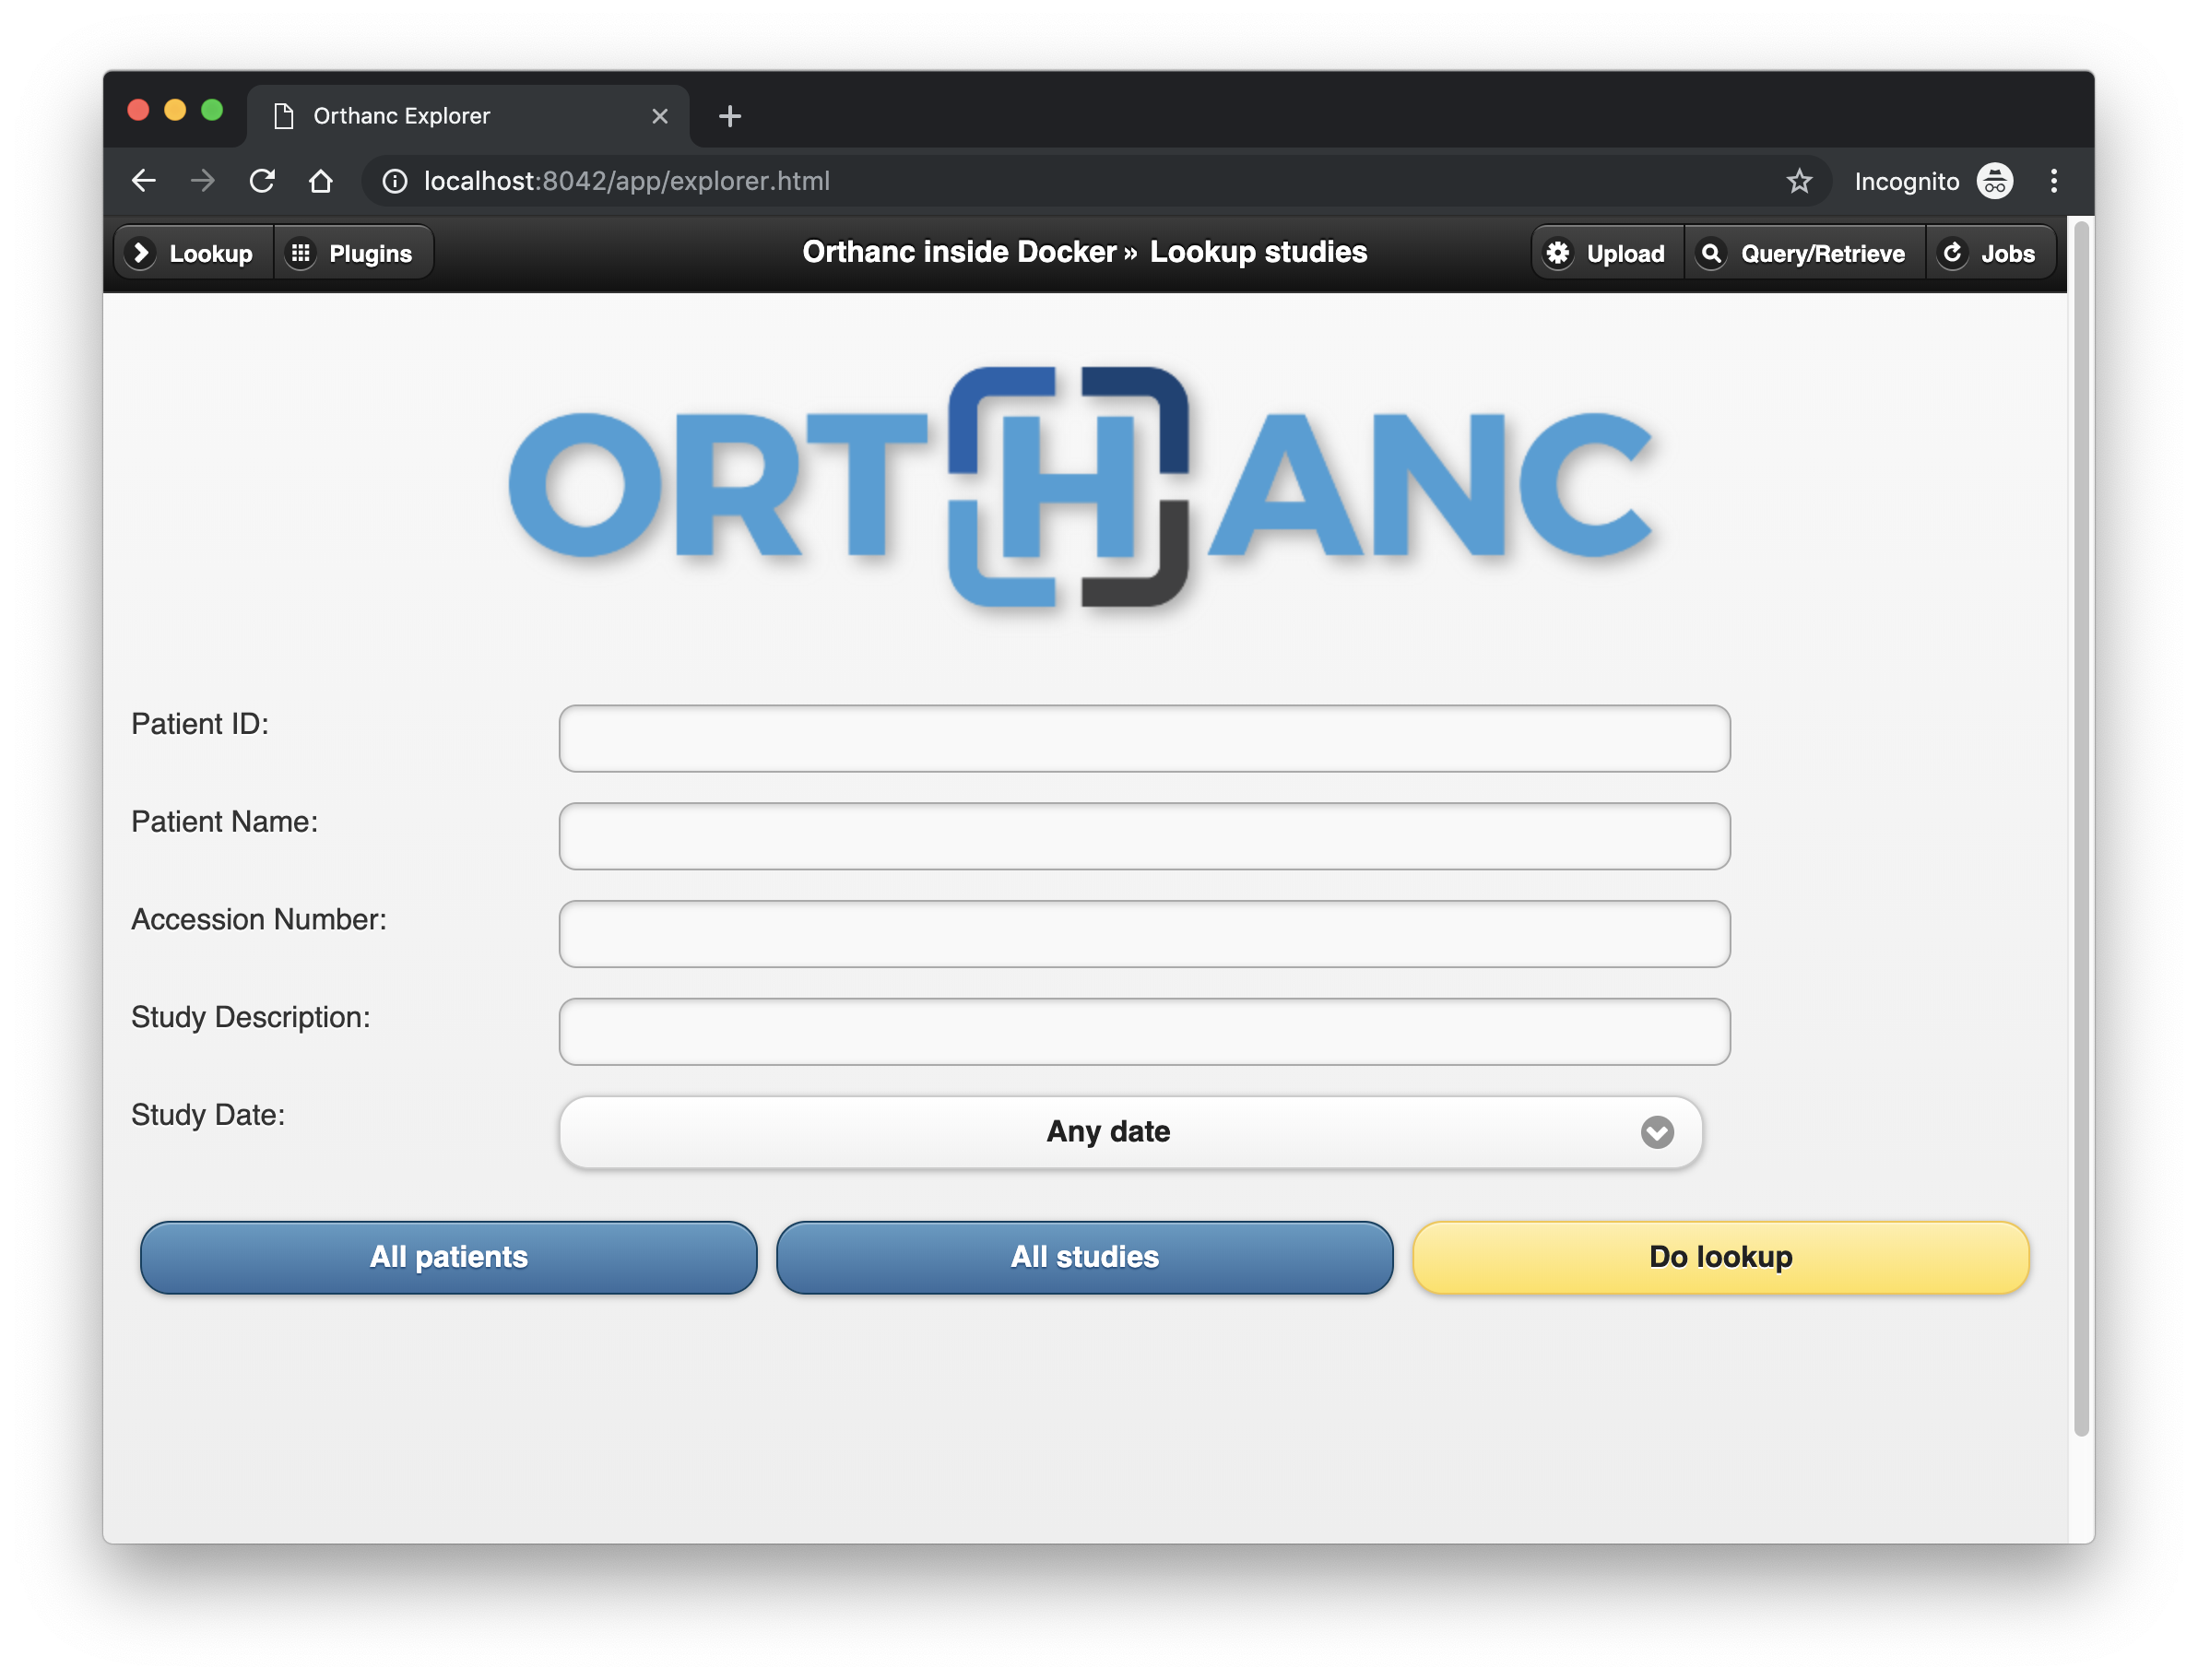 Orthanc Explorer
localhost:8042/app/explorer.html
Incognito
Lookup
Plugins
Orthanc inside Docker » Lookup studies
Upload
Query/Retrieve
Jobs
ORTHANC
Patient ID:
Patient Name:
Accession Number:
Study Description:
Study Date:
Any date
All patients
All studies
Do lookup